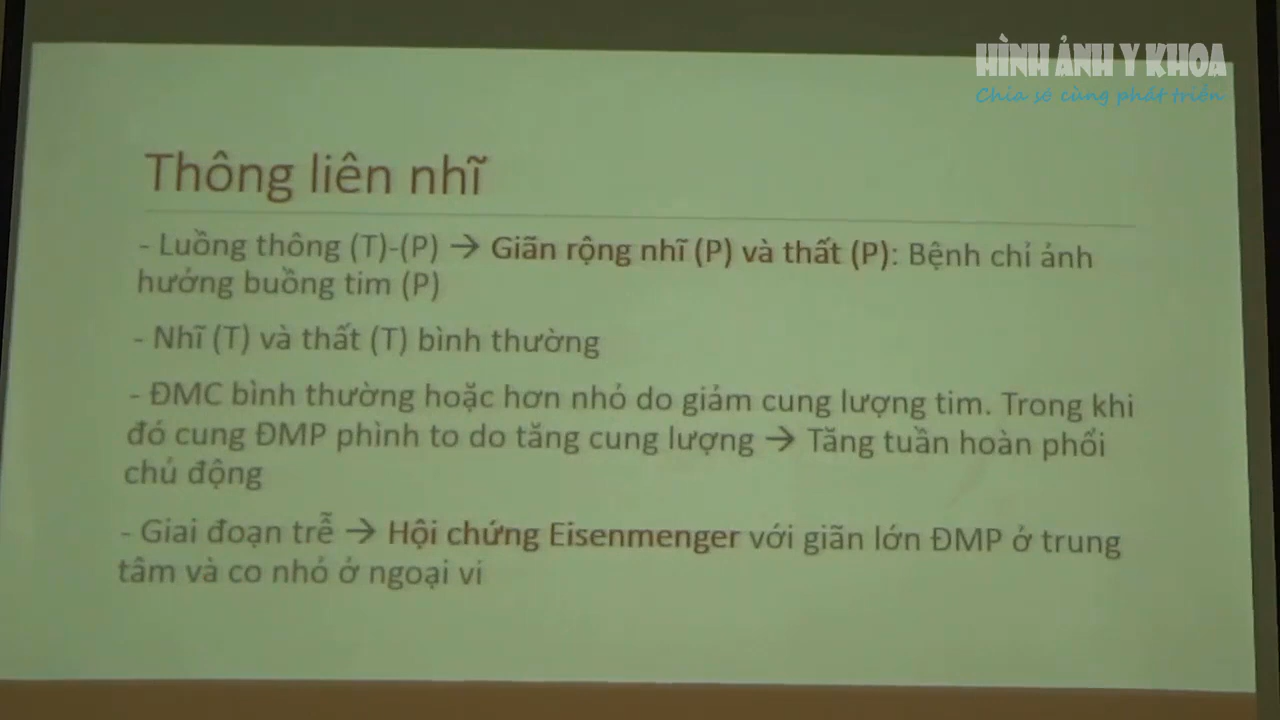 HÌNH ẢNH Y KHOA
Chia sẻ cùng phát triển
Thông liên nhĩ
- Luồng thông (T)-(P) → Giãn rộng nhĩ (P) và thất (P): Bệnh chỉ ảnh
hưởng buồng tim (P)
- Nhĩ (T) và thất (T) bình thường
- ĐMC bình thường hoặc hơn nhỏ do giảm cung lượng tim. Trong khi
đó cung ĐMP phình to do tăng cung lượng → Tăng tuần hoàn phổi
chủ động
- Giai đoạn trễ → Hội chứng Eisenmenger với giãn lớn ĐMP ở trung
tâm và co nhỏ ở ngoại vi